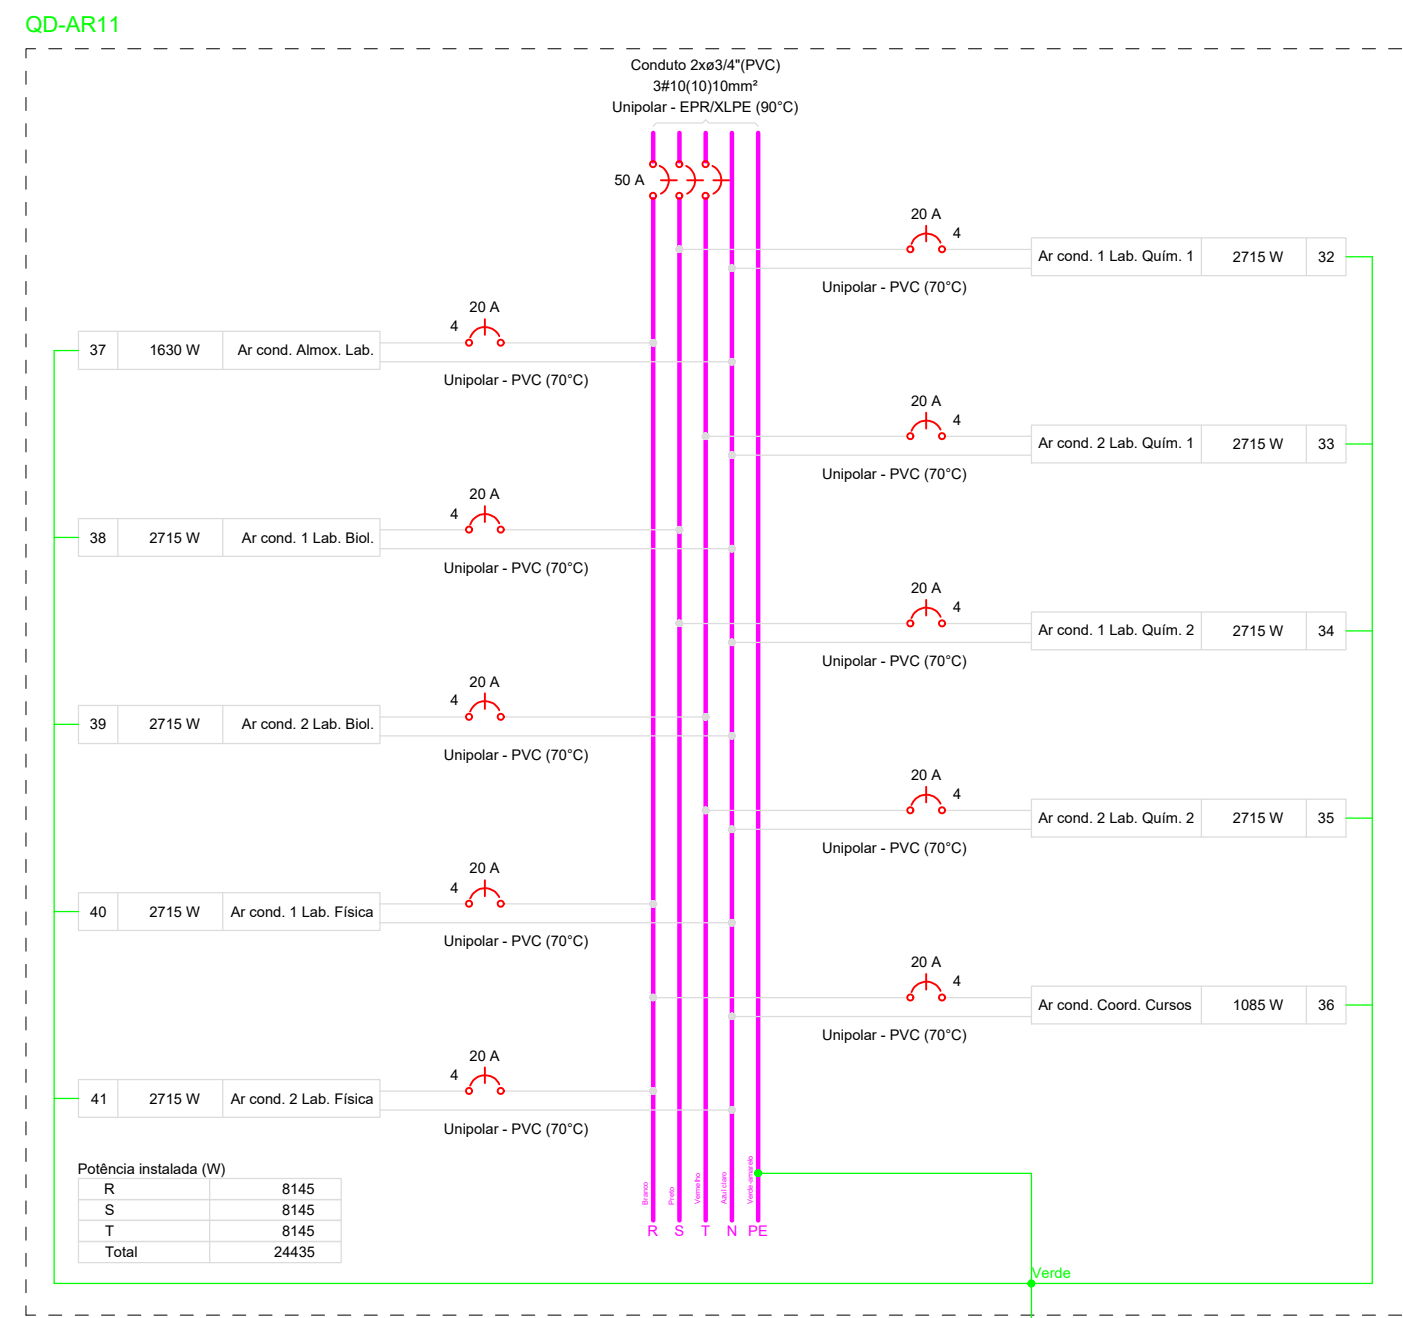 QD-AR11
Conduto 2xø3/4"(PVC)
3#10(10)10mm²
Unipolar - EPR/XLPE (90°C)
50 A
20 A
4
Ar cond. 1 Lab. Quím. 1 2715 W 32
Unipolar - PVC (70°C)
20 A
4
37 1630 W Ar cond. Almox. Lab.
Unipolar - PVC (70°C)
20 A
4
Ar cond. 2 Lab. Quím. 1 2715 W 33
Unipolar - PVC (70°C)
20 A
4
38 2715 W Ar cond. 1 Lab. Biol.
Unipolar - PVC (70°C)
20 A
4
Ar cond. 1 Lab. Quím. 2 2715 W 34
Unipolar - PVC (70°C)
20 A
4
39 2715 W Ar cond. 2 Lab. Biol.
Unipolar - PVC (70°C)
20 A
4
Ar cond. 2 Lab. Quím. 2 2715 W 35
Unipolar - PVC (70°C)
20 A
4
40 2715 W Ar cond. 1 Lab. Física
Unipolar - PVC (70°C)
20 A
4
Ar cond. Coord. Cursos 1085 W 36
Unipolar - PVC (70°C)
20 A
4
41 2715 W Ar cond. 2 Lab. Física
Unipolar - PVC (70°C)
Potência instalada (W)
R 8145
S 8145
T 8145
Total 24435
Branco
Preto
Vermelho
Azul claro
Verde-amarelo
R S T N PE
Verde